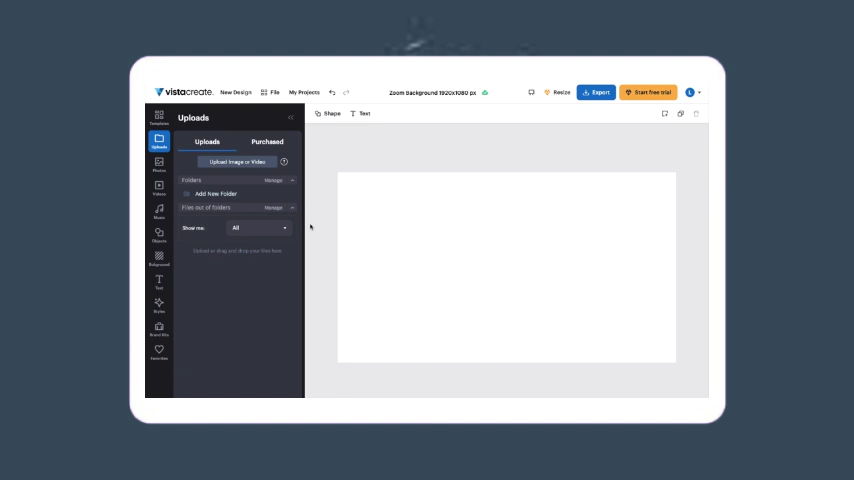 vistacreate. New Design File My Projects Zoom Background 1920x1080 px Resize Export Start free trial L
Shape T Text
Templates
Uploads
Photos
Videos
Music
Objects
Background
Text
Styles
Brand Kits
Favorites
Uploads
Uploads Purchased
Upload Image or Video ?
Folders Manage
Add New Folder
Files out of folders Manage
Show me: All
Upload or drag and drop your files here